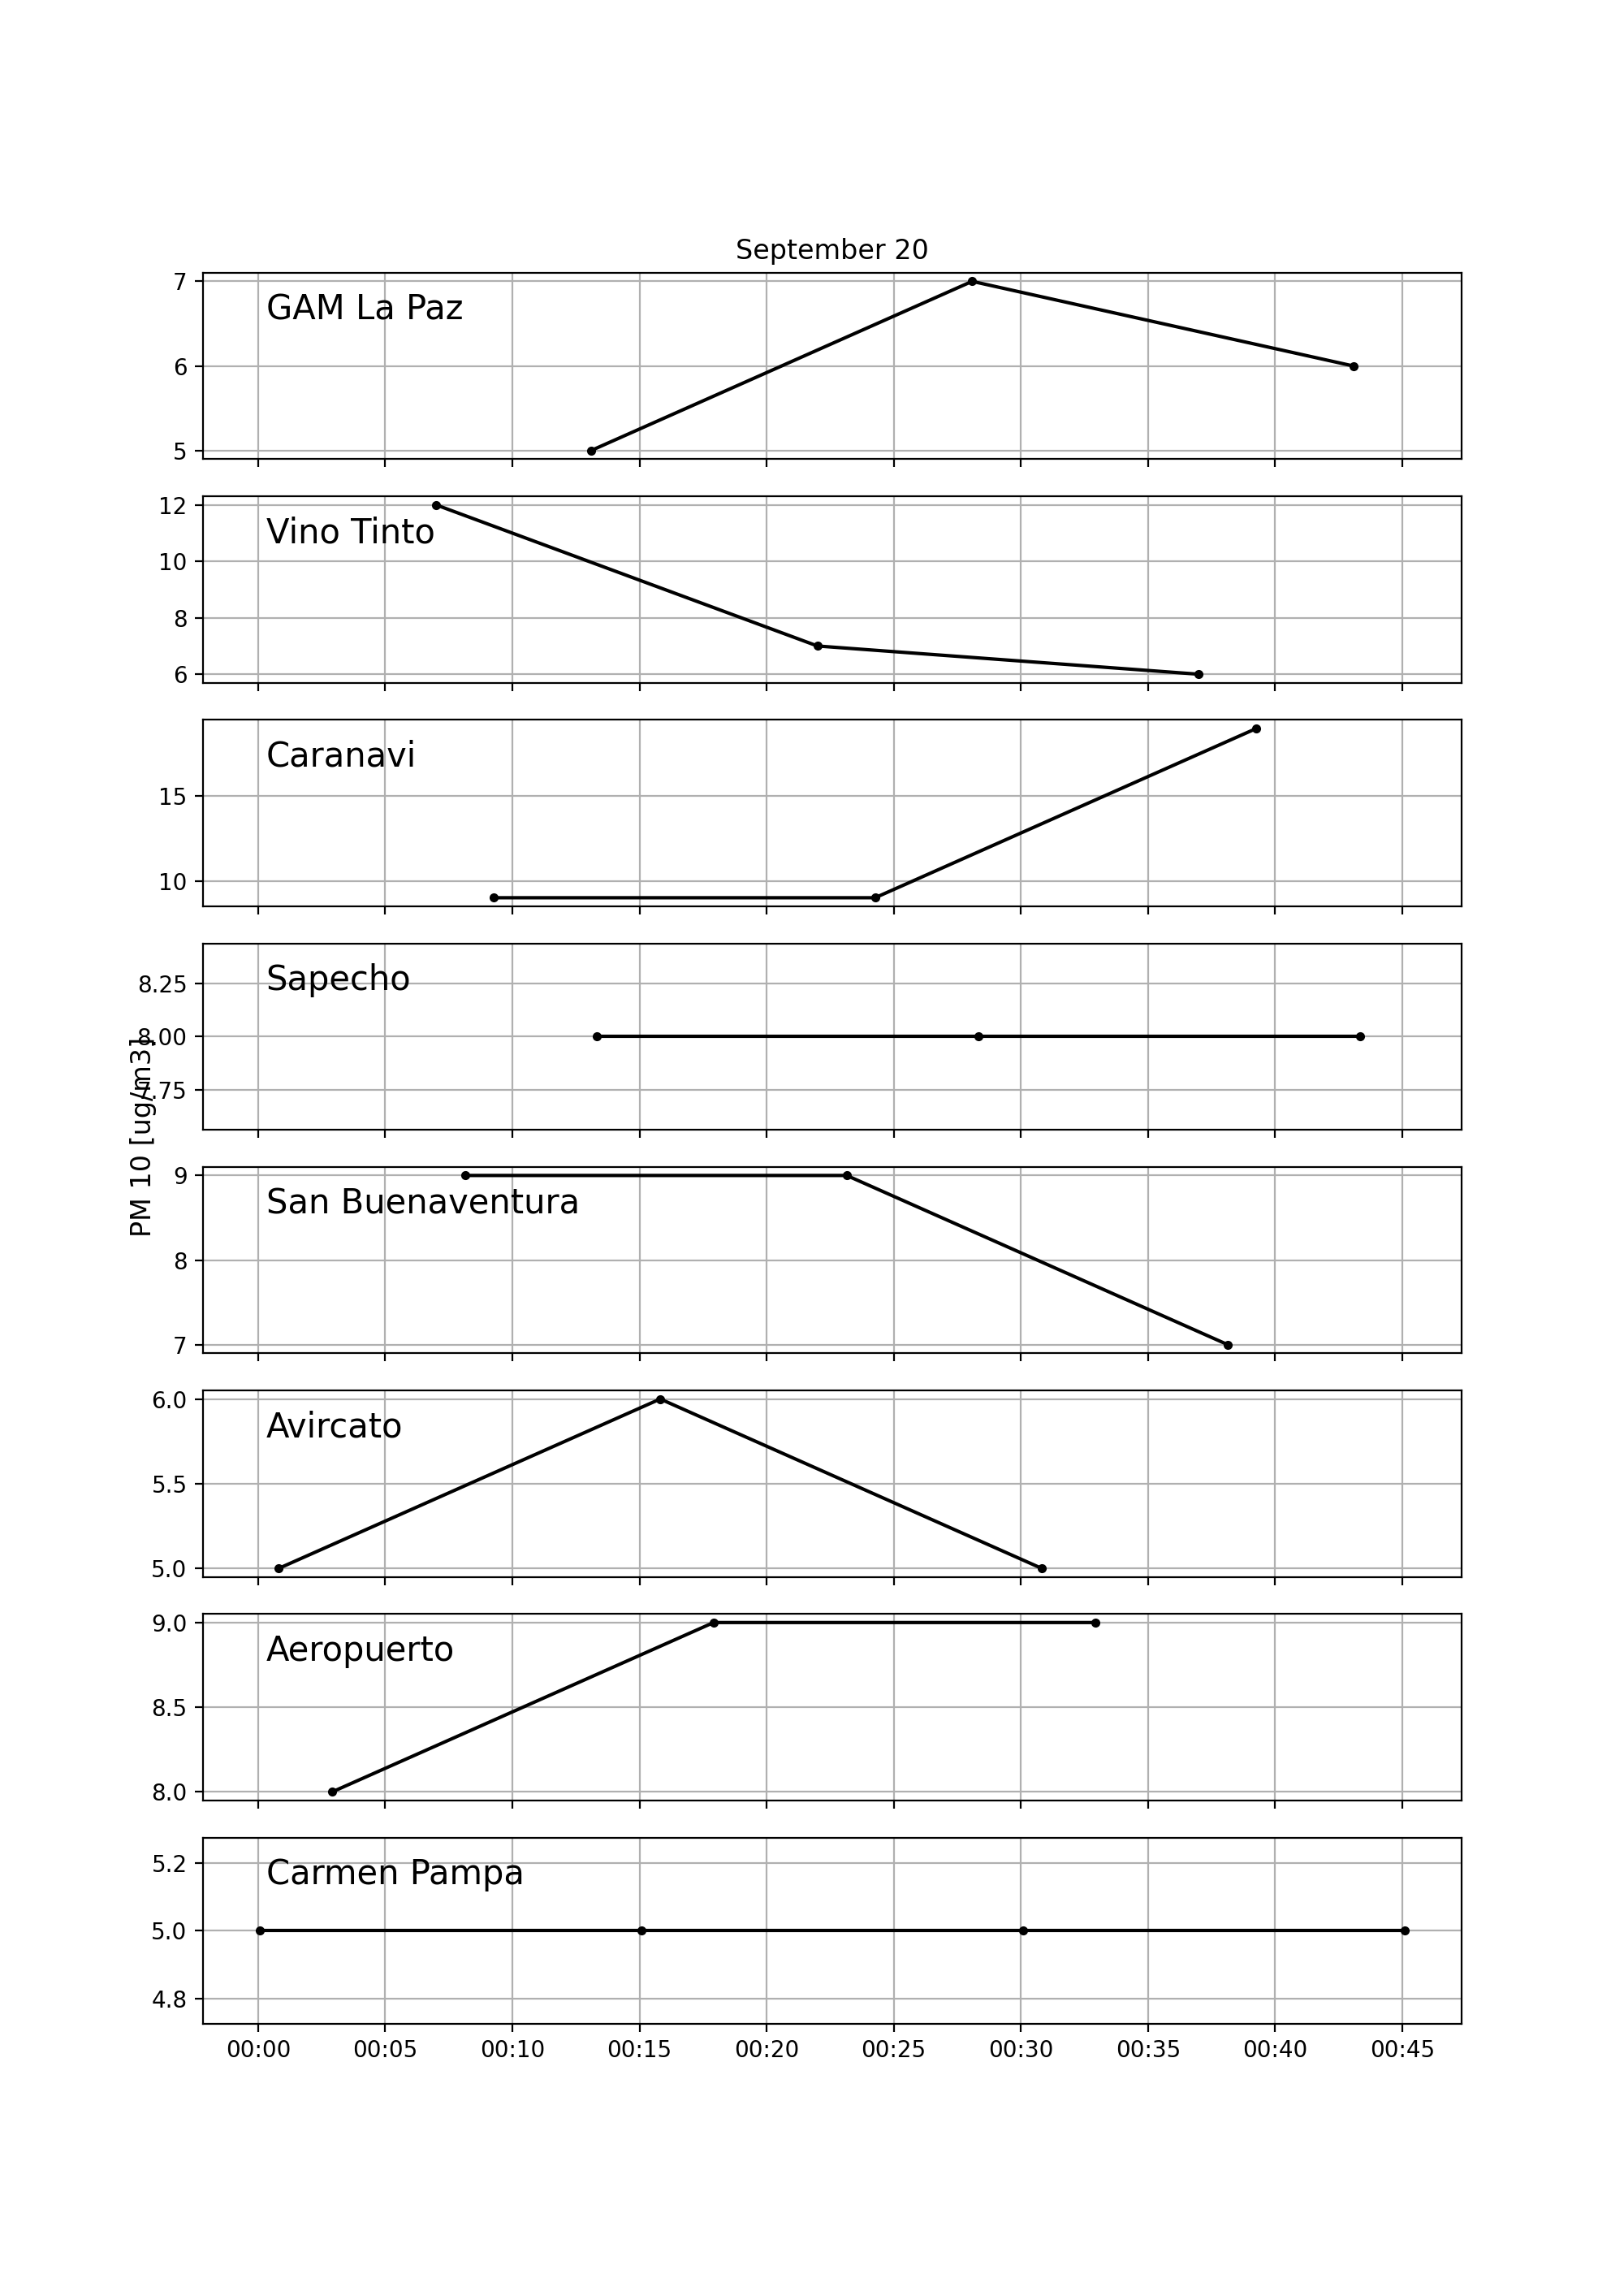 September 20
7
GAM La Paz
6
5
12
Vino Tinto
10
8
6
Caranavi
15
10
Sapecho
8.25
8.00
7.75
PM 10 [ug/m3]
9
San Buenaventura
8
7
6.0
Avircato
5.5
5.0
9.0
Aeropuerto
8.5
8.0
5.2
Carmen Pampa
5.0
4.8
00:00 00:05 00:10 00:15 00:20 00:25 00:30 00:35 00:40 00:45